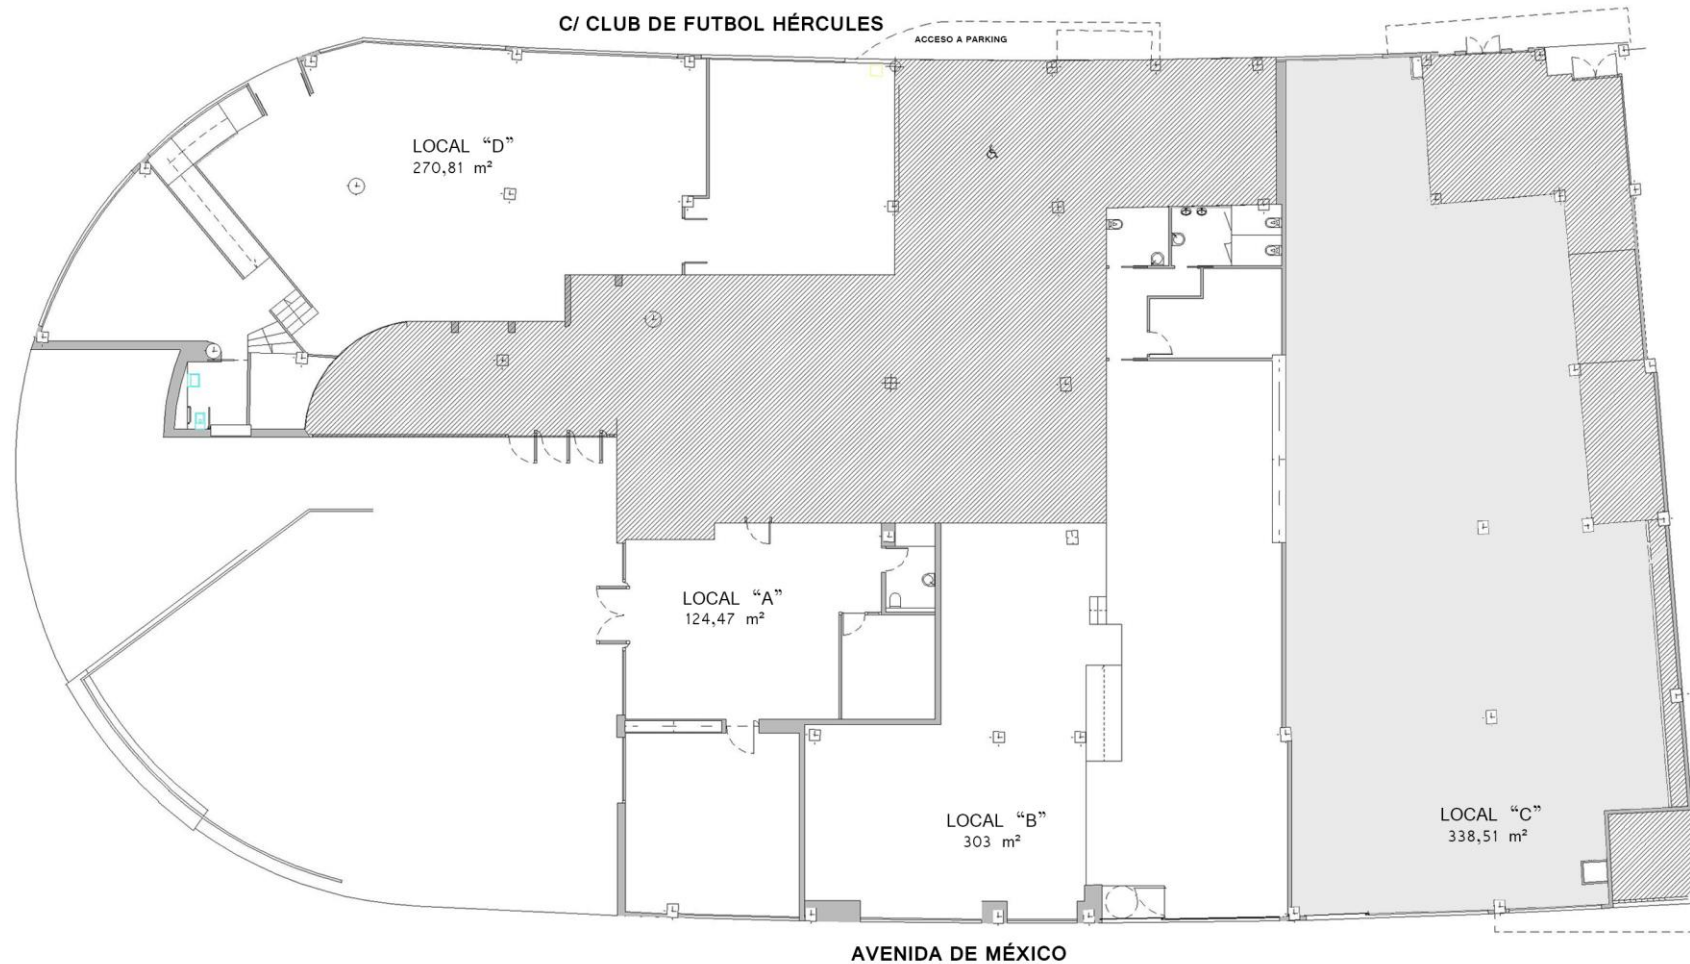 C/ CLUB DE FUTBOL HÉRCULES
ACCESO A PARKING
LOCAL “D”
270,81 m²
LOCAL “A”
124,47 m²
LOCAL “B”
303 m²
LOCAL “C”
338,51 m²
AVENIDA DE MÉXICO